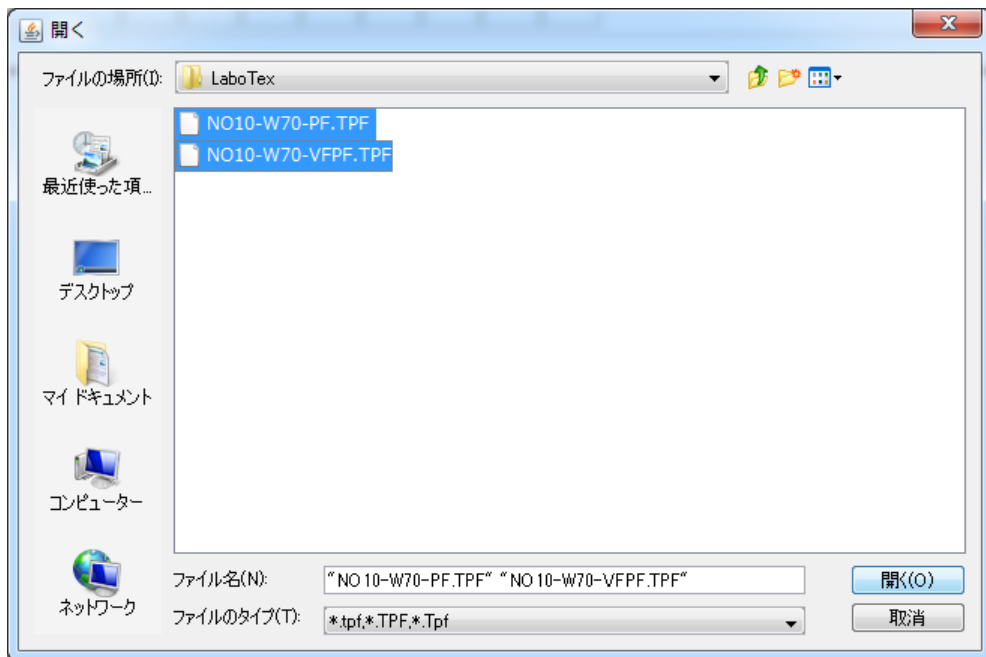 開く
ファイルの場所(I):
LaboTex
NO10-W70-PF.TPF
NO10-W70-VFPF.TPF
最近使った項...
デスクトップ
マイ ドキュメント
コンピューター
ネットワーク
ファイル名(N):
"NO10-W70-PF.TPF" "NO10-W70-VFPF.TPF"
開く(O)
ファイルのタイプ(T):
*.tpf,*.TPF,*.Tpf
取消